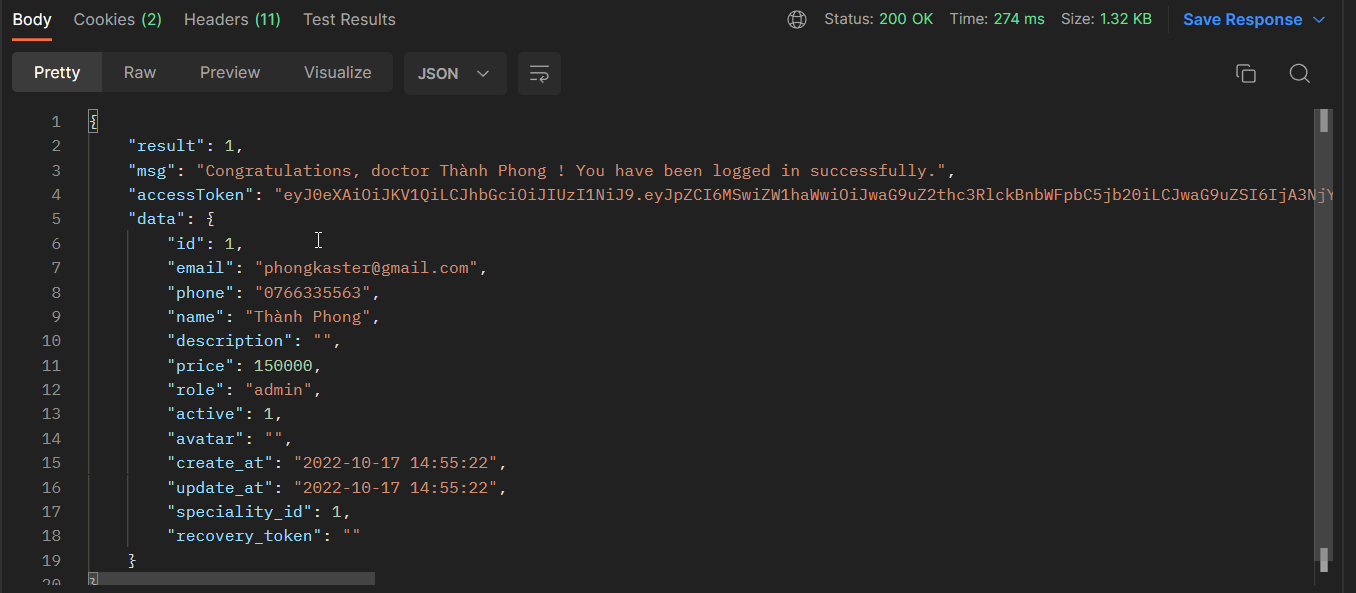 Body Cookies (2) Headers (11) Test Results Status: 200 OK Time: 274 ms Size: 1.32 KB Save Response
Pretty Raw Preview Visualize JSON
1 {
2 "result": 1,
3 "msg": "Congratulations, doctor Thành Phong ! You have been logged in successfully.",
4 "accessToken": "eyJ0eXAiOiJKV1QiLCJhbGciOiJIUzI1NiJ9.eyJpZCI6MSwiZW1haWwiOiJwaG9uZ2thc3RlckBnbWFpbC5jb20iLCJwaG9uZSI6IjA3NjY
5 "data": {
6 "id": 1,
7 "email": "phongkaster@gmail.com",
8 "phone": "0766335563",
9 "name": "Thành Phong",
10 "description": "",
11 "price": 150000,
12 "role": "admin",
13 "active": 1,
14 "avatar": "",
15 "create_at": "2022-10-17 14:55:22",
16 "update_at": "2022-10-17 14:55:22",
17 "speciality_id": 1,
18 "recovery_token": ""
19 }
20 }